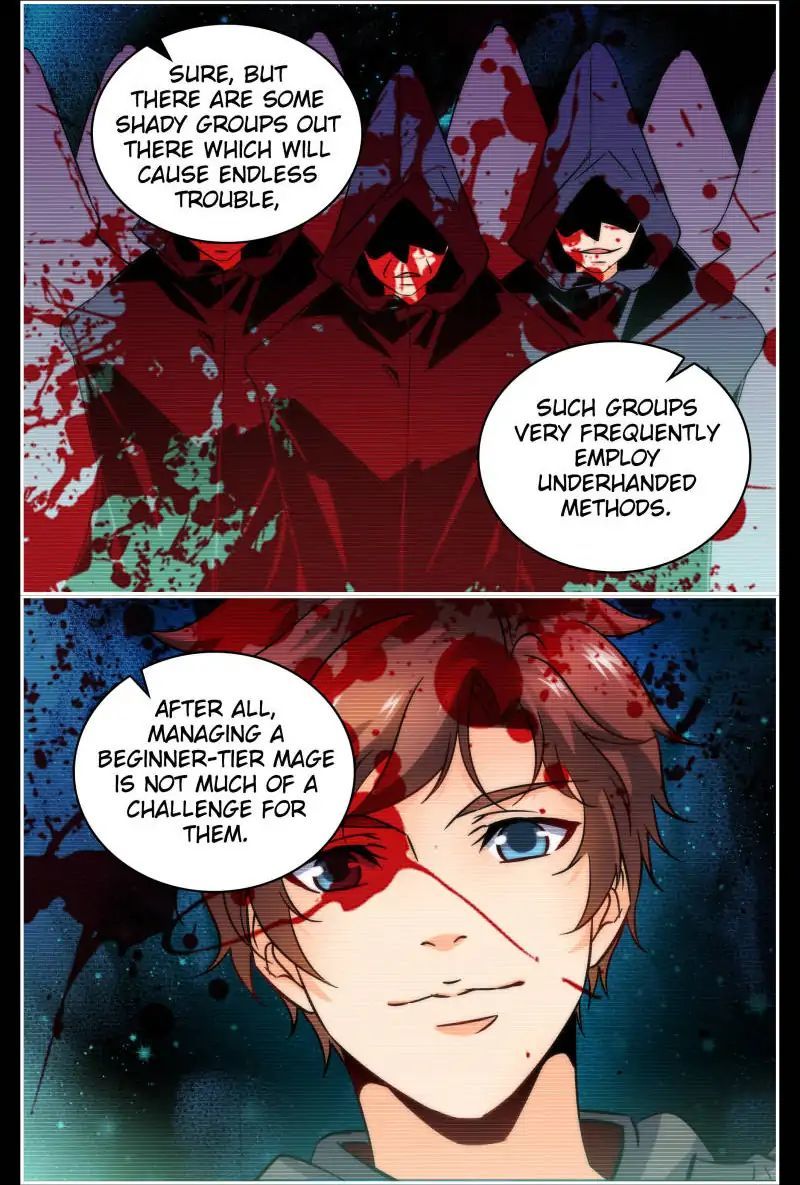 SURE, BUT
THERE ARE SOME
SHADY GROUPS OUT
THERE WHICH WILL
CAUSE ENDLESS
TROUBLE,
SUCH GROUPS
VERY FREQUENTLY
EMPLOY
UNDERHANDED
METHODS.
AFTER ALL,
MANAGING A
BEGINNER-TIER MAGE
IS NOT MUCH OF A
CHALLENGE FOR
THEM.